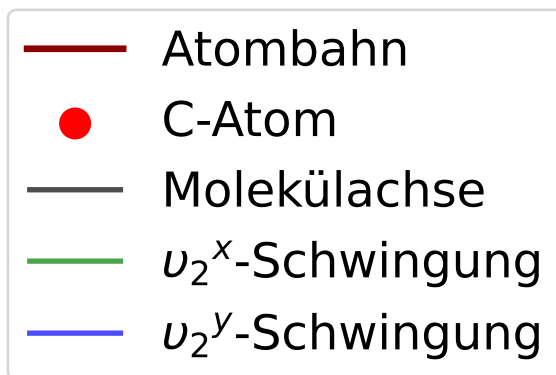 Atombahn
C-Atom
Molekülachse
υ₂ˣ-Schwingung
υ₂ʸ-Schwingung